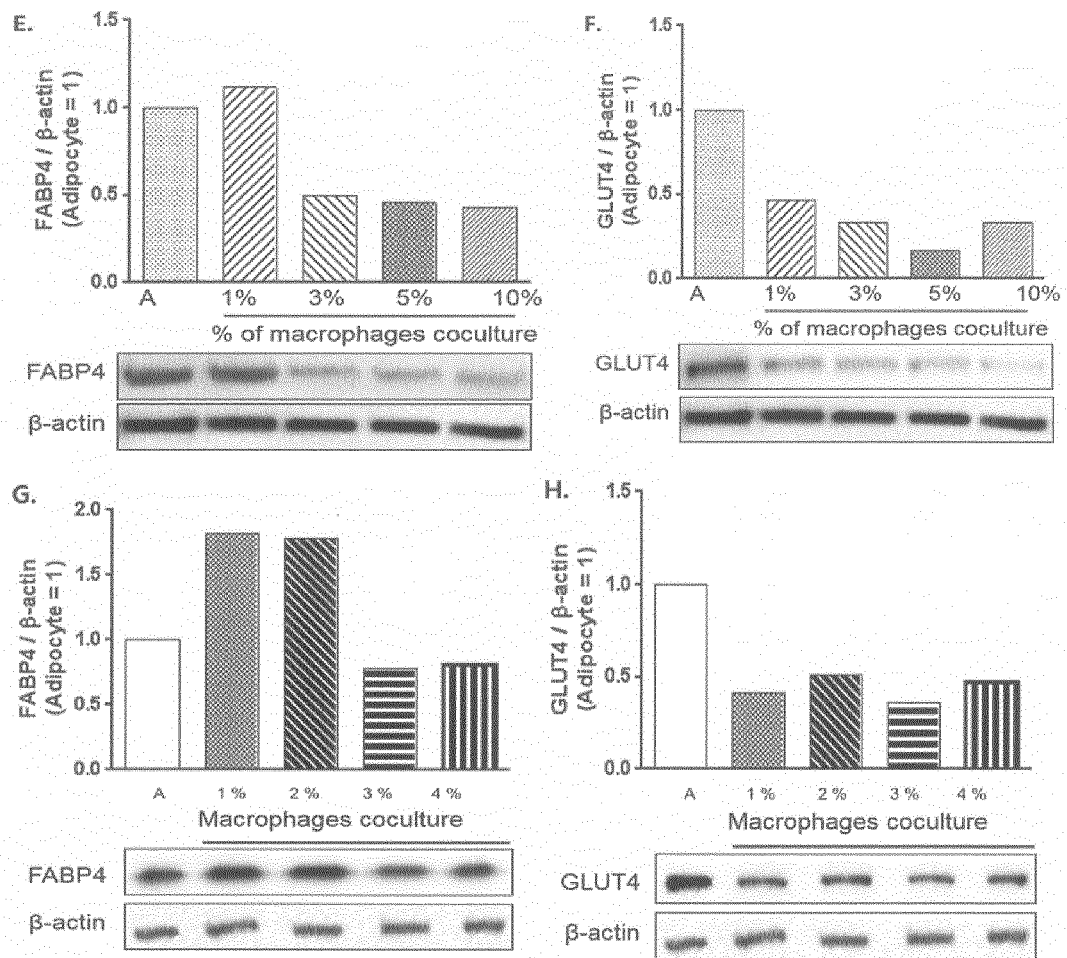 E.
FABP4 / β-actin
(Adipocyte = 1)
1.5
1.0
0.5
0.0
A 1% 3% 5% 10%
% of macrophages coculture
FABP4
β-actin
F.
GLUT4 / β-actin
(Adipocyte = 1)
1.5
1.0
0.5
0.0
A 1% 3% 5% 10%
% of macrophages coculture
GLUT4
β-actin
G.
FABP4 / β-actin
(Adipocyte = 1)
2.0
1.5
1.0
0.5
0.0
A 1 % 2 % 3 % 4 %
Macrophages coculture
FABP4
β-actin
H.
GLUT4 / β-actin
(Adipocyte = 1)
1.5
1.0
0.5
0.0
A 1 % 2 % 3 % 4 %
Macrophages coculture
GLUT4
β-actin